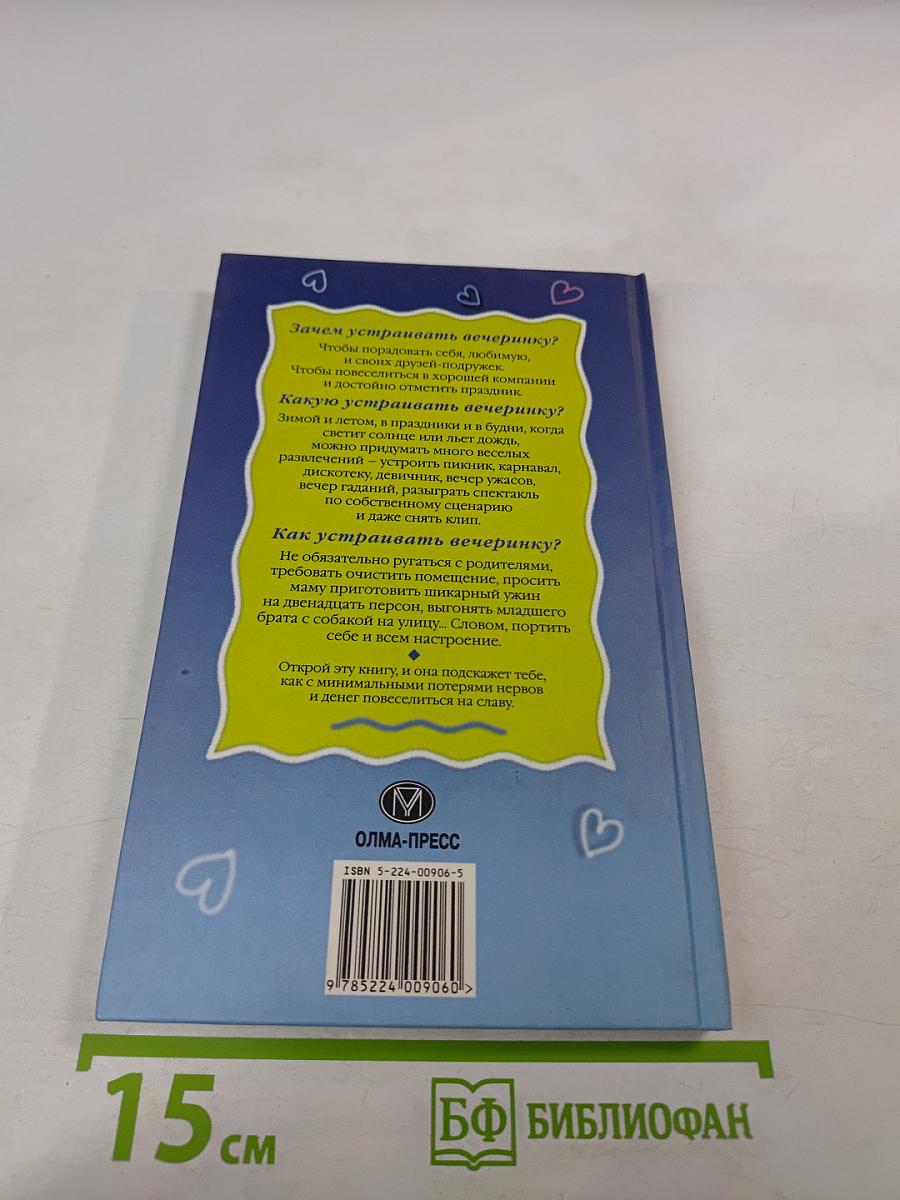 Зачем устраивать вечеринку?
Чтобы порадовать себя, любимую,
и своих друзей-подружек.
Чтобы повеселиться в хорошей компании
и достойно отметить праздник.
Какую устраивать вечеринку?
Зимой и летом, в праздники и в будни, когда
светит солнце или льет дождь,
можно придумать много веселых
развлечений – устроить пикник, карнавал,
дискотеку, девичник, вечер ужасов,
вечер гаданий, разыграть спектакль
по собственному сценарию
и даже снять клип.
Как устраивать вечеринку?
Не обязательно ругаться с родителями,
требовать очистить помещение, просить
маму приготовить шикарный ужин
на двенадцать персон, выгонять младшего
брата с собакой на улицу... Словом, портить
себе и всем настроение.
Открой эту книгу, и она подскажет тебе,
как с минимальными потерями нервов
и денег повеселиться на славу.
ОЛМА-ПРЕСС
ISBN 5-224-00906-5
9 785224 009060 >
15 см
БФ БИБЛИОФАН